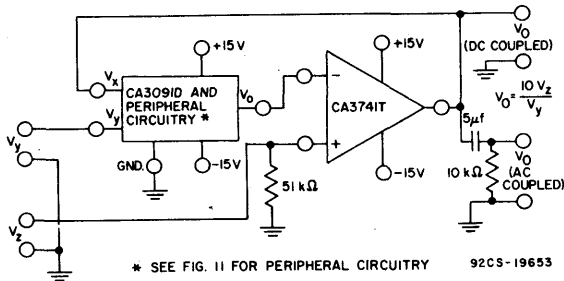 +15V
+15V
V_O
(DC COUPLED)
V_X
CA3091D AND
PERIPHERAL
CIRCUITRY *
V_O
−
CA3741T
V_O = 10 V_Z / V_Y
V_Y
V_Y
5μf
+
GND.
−15V
−15V
51 kΩ
10 kΩ
V_O
(AC
COUPLED)
V_Z
* SEE FIG. 11 FOR PERIPHERAL CIRCUITRY
92CS-19653